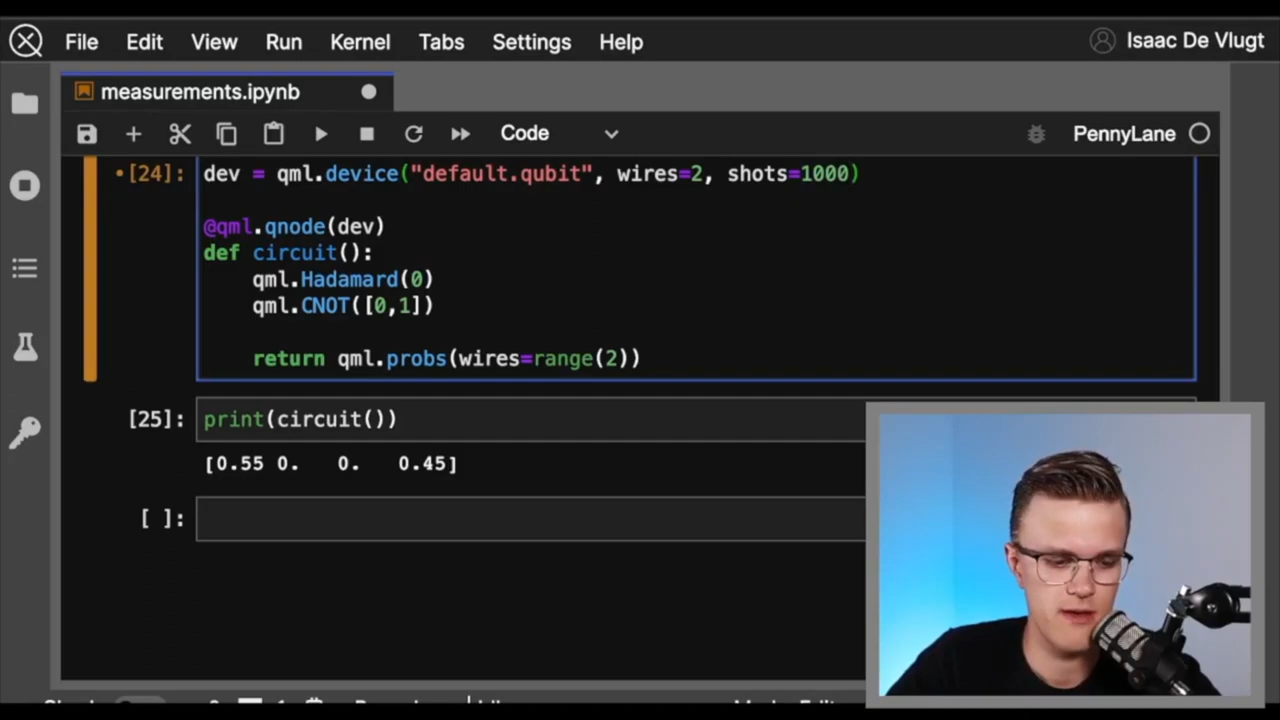 File Edit View Run Kernel Tabs Settings Help Isaac De Vlugt
measurements.ipynb
Code PennyLane
[24]: dev = qml.device("default.qubit", wires=2, shots=1000)
@qml.qnode(dev)
def circuit():
    qml.Hadamard(0)
    qml.CNOT([0,1])
    return qml.probs(wires=range(2))
[25]: print(circuit())
[0.55 0.   0.   0.45]
[ ]: